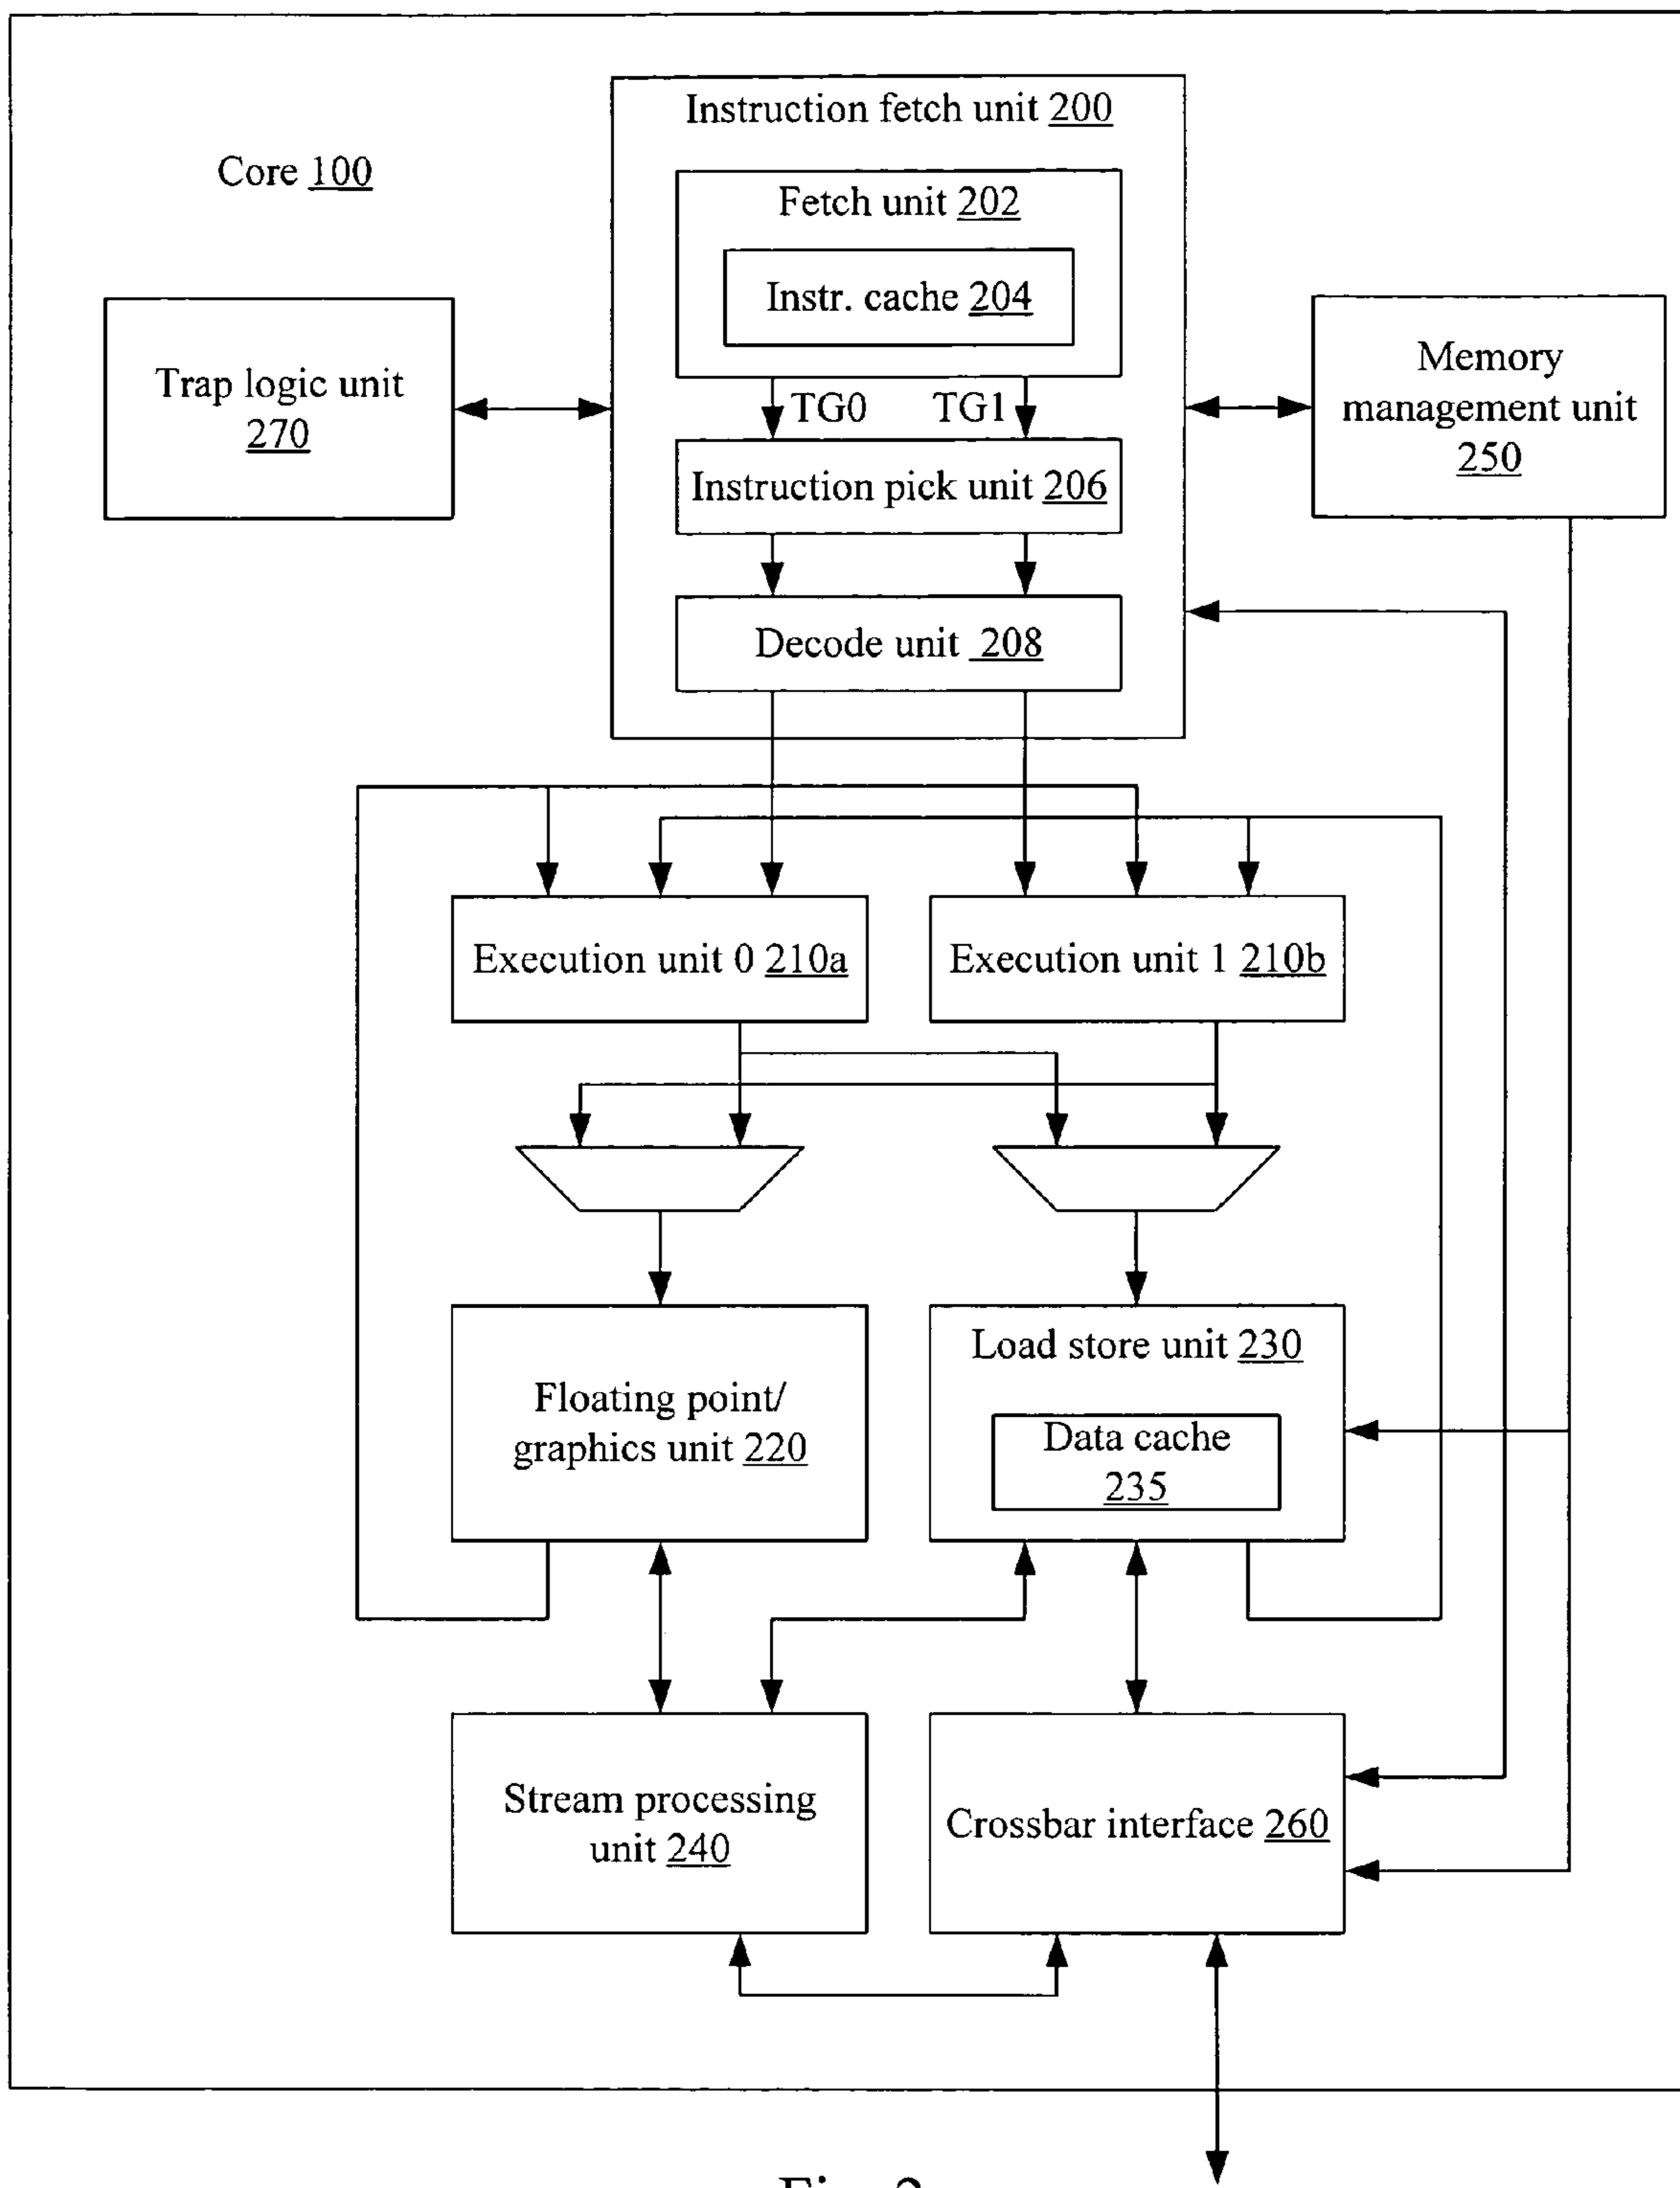 Instruction fetch unit 200
Core 100
Fetch unit 202
Instr. cache 204
Trap logic unit
270
Memory
management unit
250
TG0
TG1
Instruction pick unit 206
Decode unit 208
Execution unit 0 210a
Execution unit 1 210b
Floating point/
graphics unit 220
Load store unit 230
Data cache
235
Stream processing
unit 240
Crossbar interface 260